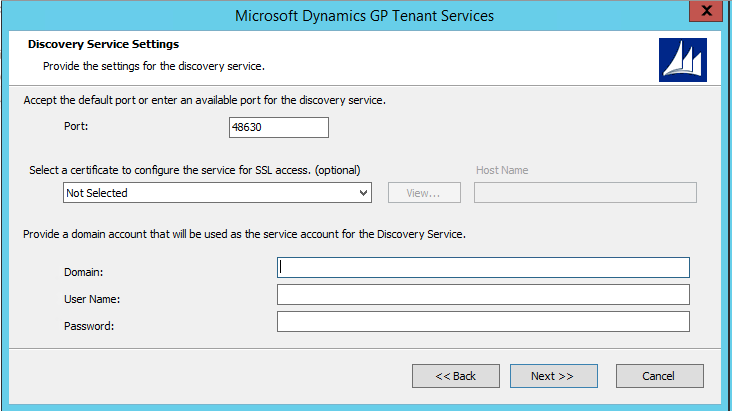 Microsoft Dynamics GP Tenant Services
X
Discovery Service Settings
Provide the settings for the discovery service.
Accept the default port or enter an available port for the discovery service.
Port: 48630
Select a certificate to configure the service for SSL access. (optional) Host Name
Not Selected View...
Provide a domain account that will be used as the service account for the Discovery Service.
Domain:
User Name:
Password:
<< Back Next >> Cancel